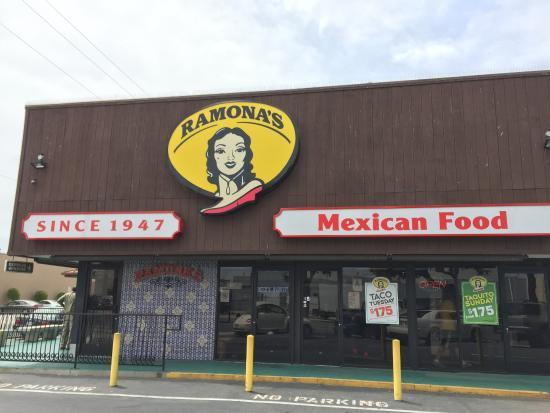 RAMONA'S
SINCE 1947
Mexican Food
RAMONA'S
OPEN
TACO
TUESDAY
$1.75
TAQUITO
SUNDAY
$1.75
NO PARKING
NO PARKING